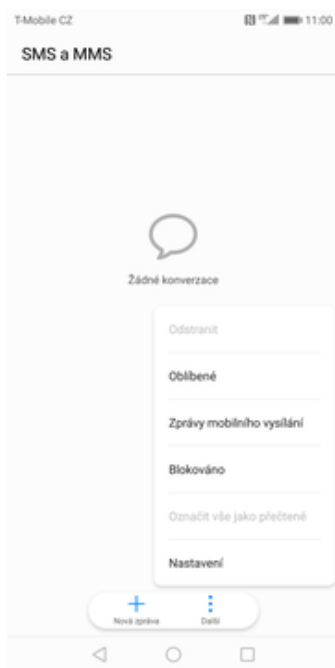 T-Mobile CZ 11:00
SMS a MMS
Žádné konverzace
Odstranit
Oblíbené
Zprávy mobilního vysílání
Blokováno
Označit vše jako přečtené
Nastavení
Nová zpráva Další